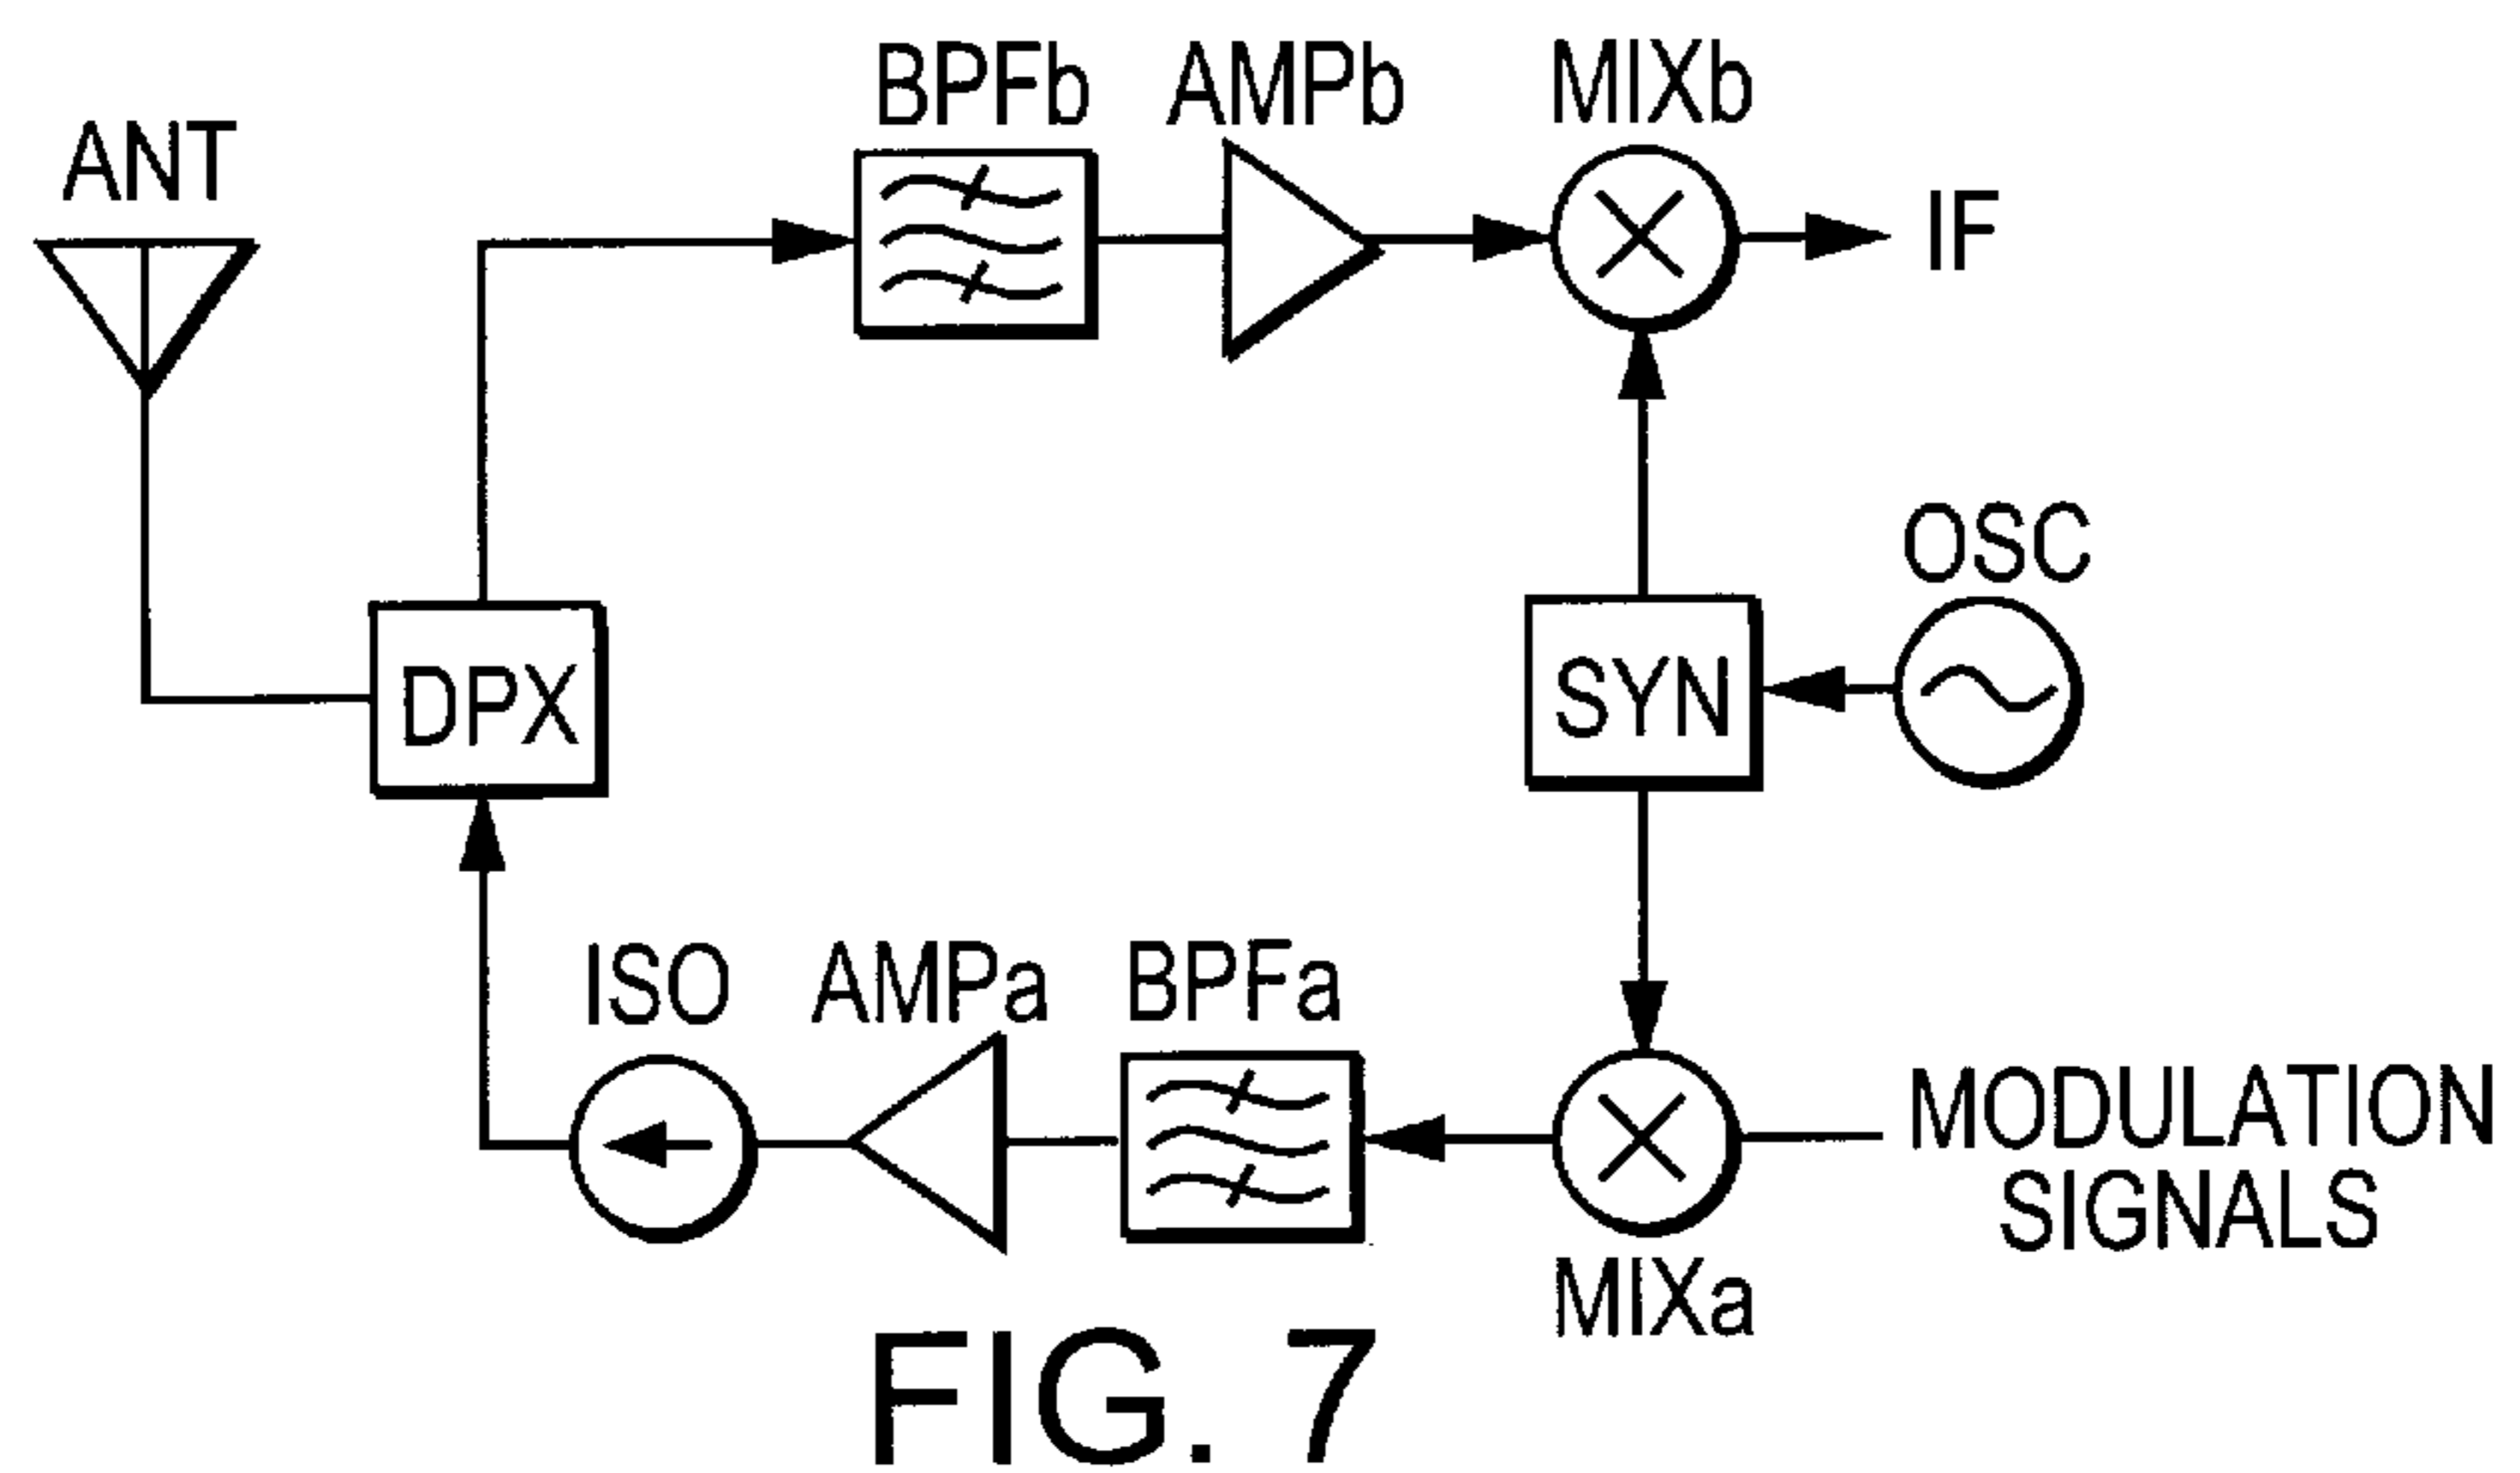 BPFb AMPb MIXb
ANT
IF
OSC
DPX
SYN
ISO AMPa BPFa
MODULATION
SIGNALS
MIXa
FIG. 7